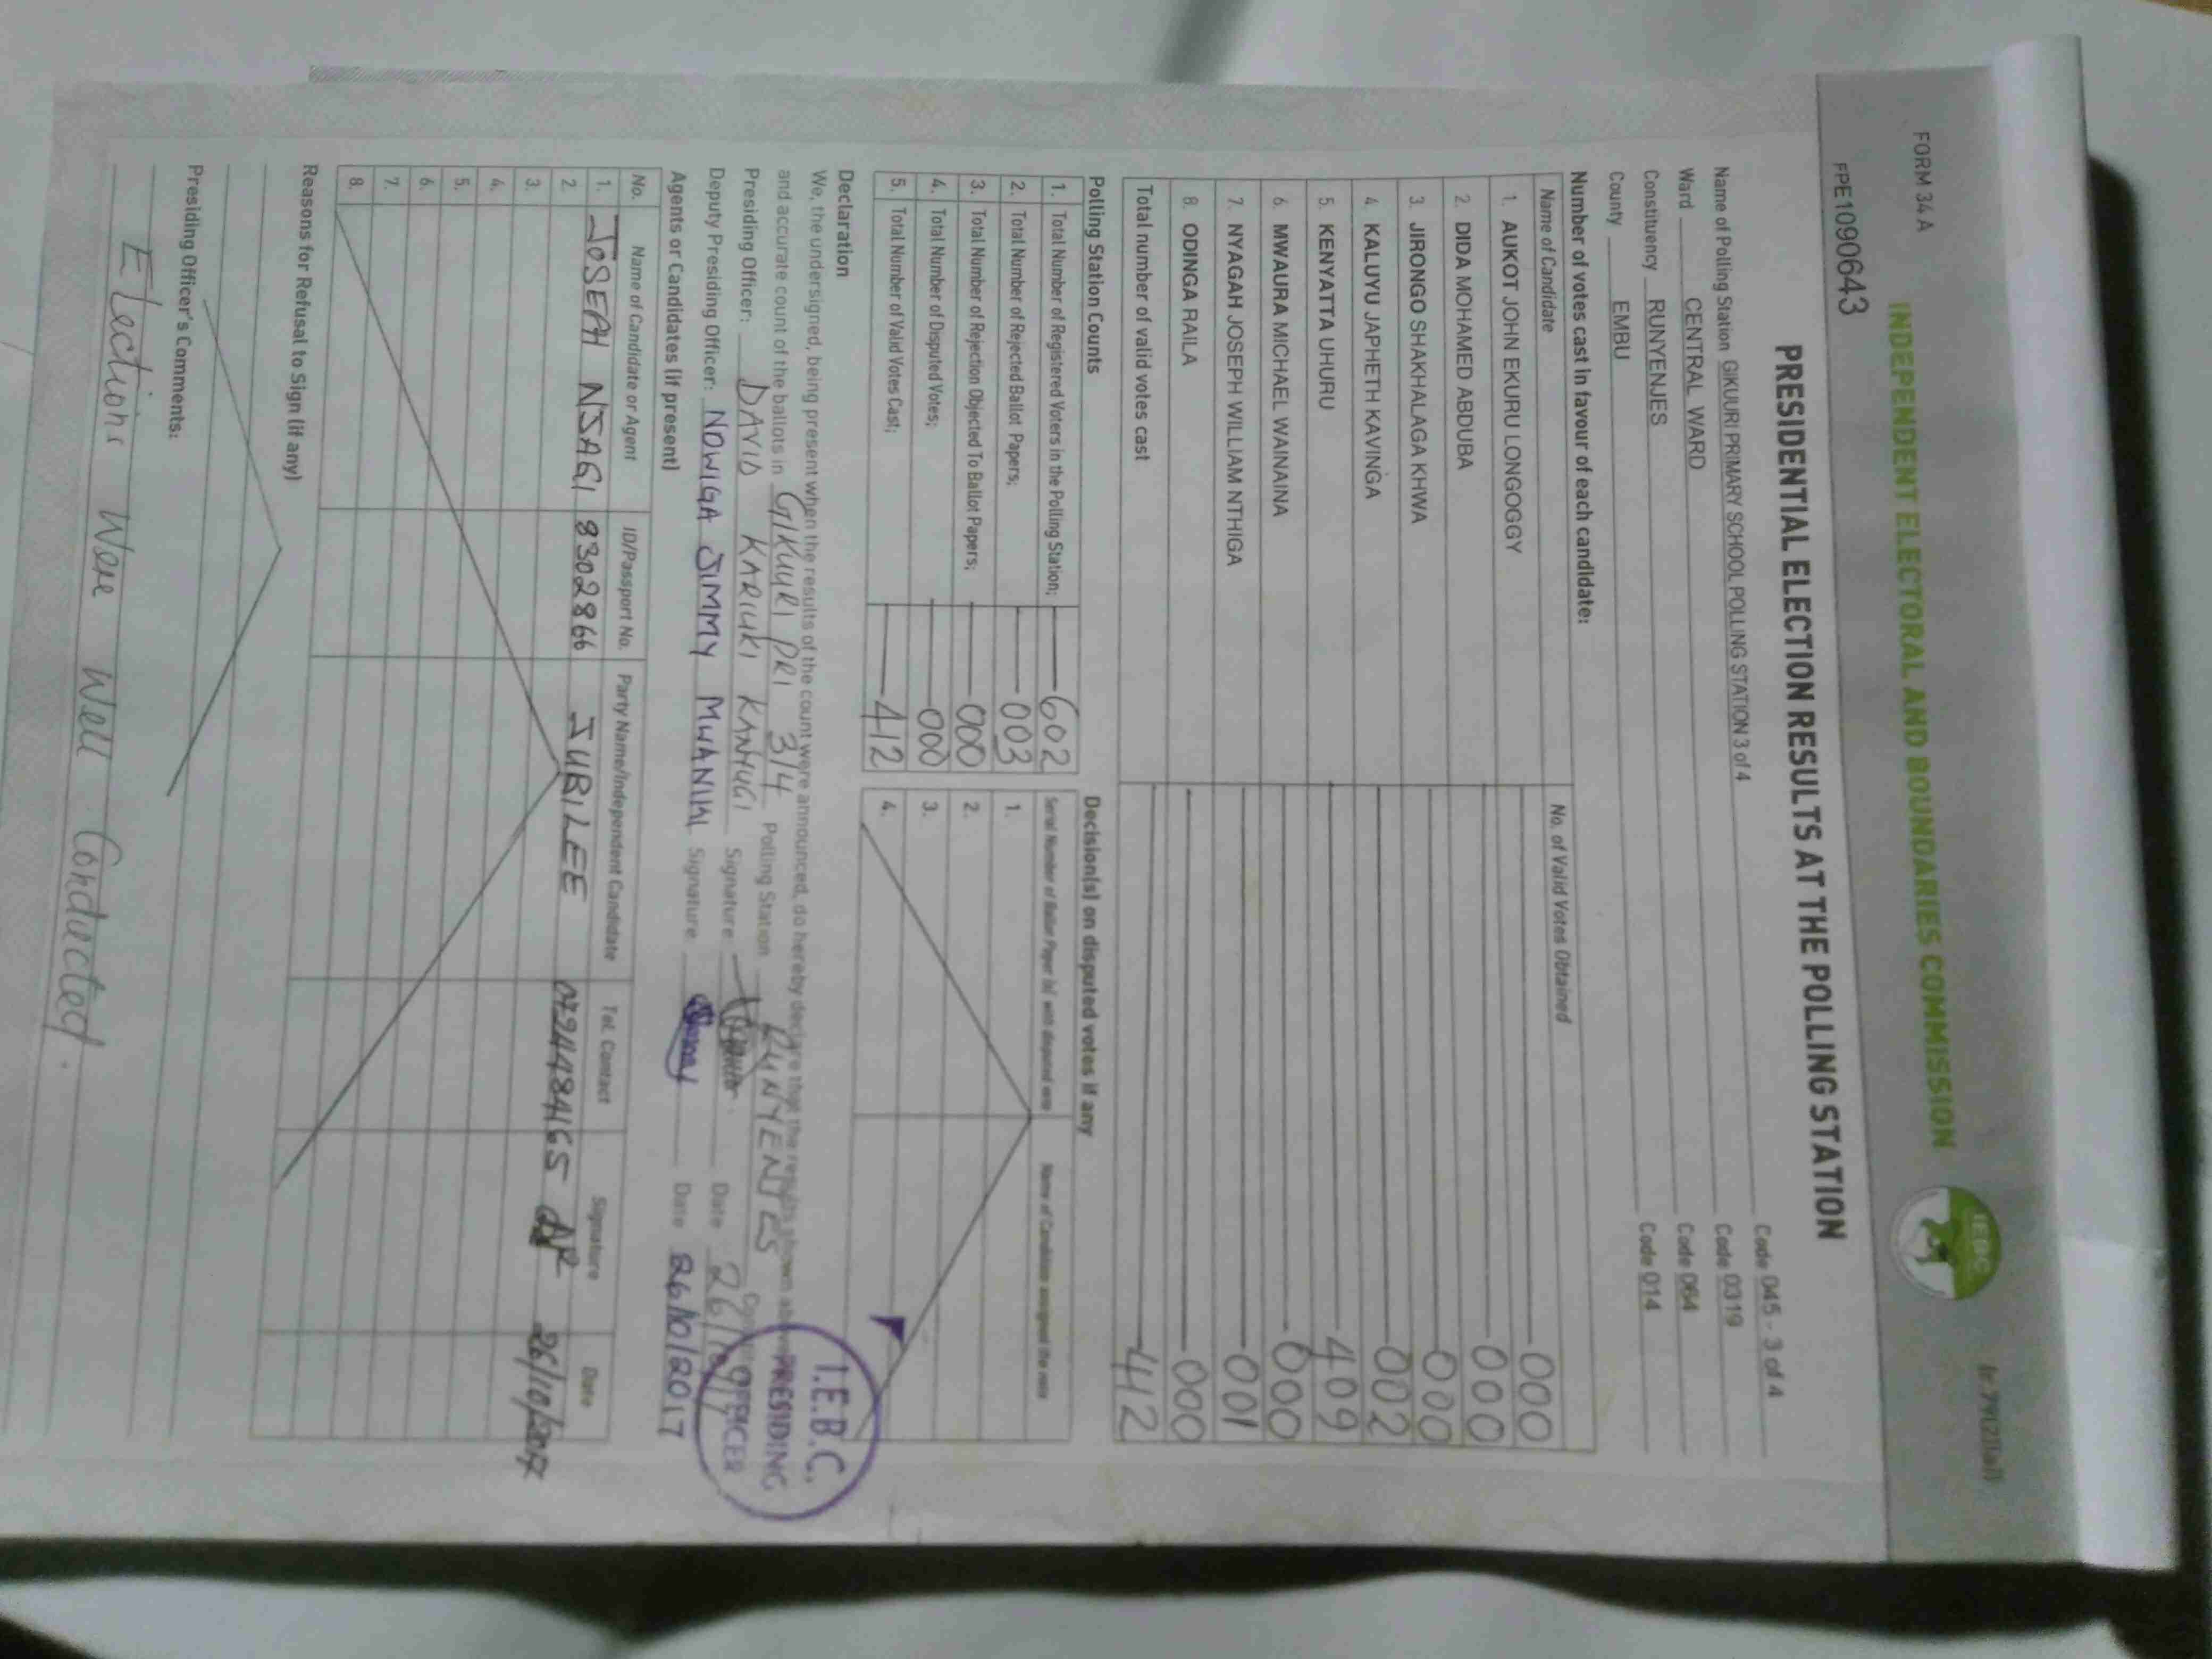 FORM 34 A
INDEPENDENT ELECTORAL AND BOUNDARIES COMMISSION
IEBC
FPE1090643
PRESIDENTIAL ELECTION RESULTS AT THE POLLING STATION
Name of Polling Station GIKUURI PRIMARY SCHOOL POLLING STATION 3 of 4 Code 045 - 3 of 4
Ward CENTRAL WARD Code 0319
Constituency RUNYENJES Code 064
County EMBU Code 014
Number of votes cast in favour of each candidate:
Name of Candidate No. of Valid Votes Obtained
1. AUKOT JOHN EKURU LONGOGGY 000
2. DIDA MOHAMED ABDUBA 000
3. JIRONGO SHAKHALAGA KHWA 000
4. KALUYU JAPHETH KAVINGA 002
5. KENYATTA UHURU 409
6. MWAURA MICHAEL WAINAINA 000
7. NYAGAH JOSEPH WILLIAM NTHIGA 001
8. ODINGA RAILA 000
Total number of valid votes cast 412
Polling Station Counts Decision(s) on disputed votes if any
Serial Number of Ballot Paper (s) with disputed vote Name of Candidate assigned the vote
1. Total Number of Registered Voters in the Polling Station; 602 1.
2. Total Number of Rejected Ballot Papers; 003 2.
3. Total Number of Rejection Objected To Ballot Papers; 000 3.
4. Total Number of Disputed Votes; 000 4.
5. Total Number of Valid Votes Cast; 412
Declaration
We, the undersigned, being present when the results of the count were announced, do hereby declare that the results shown above
and accurate count of the ballots in GIKUURI PRI 3/4 Polling Station RUNYENJES
Presiding Officer: DAVID KARIUKI KANUGI Signature Date 26/10/
Deputy Presiding Officer: NDWIGA JIMMY MWANIKI Signature Date 26/10/2017
I.E.B.C.
PRESIDING
OFFICER
Agents or Candidates (if present)
No. Name of Candidate or Agent ID/Passport No. Party Name/Independent Candidate Tel. Contact Signature Date
1. JOSEPH NJAGI 8302866 JUBILEE 0724484165 26/10/2017
2.
3.
4.
5.
6.
7.
8.
Reasons for Refusal to Sign (if any)
Presiding Officer's Comments:
Elections Were Well Conducted.